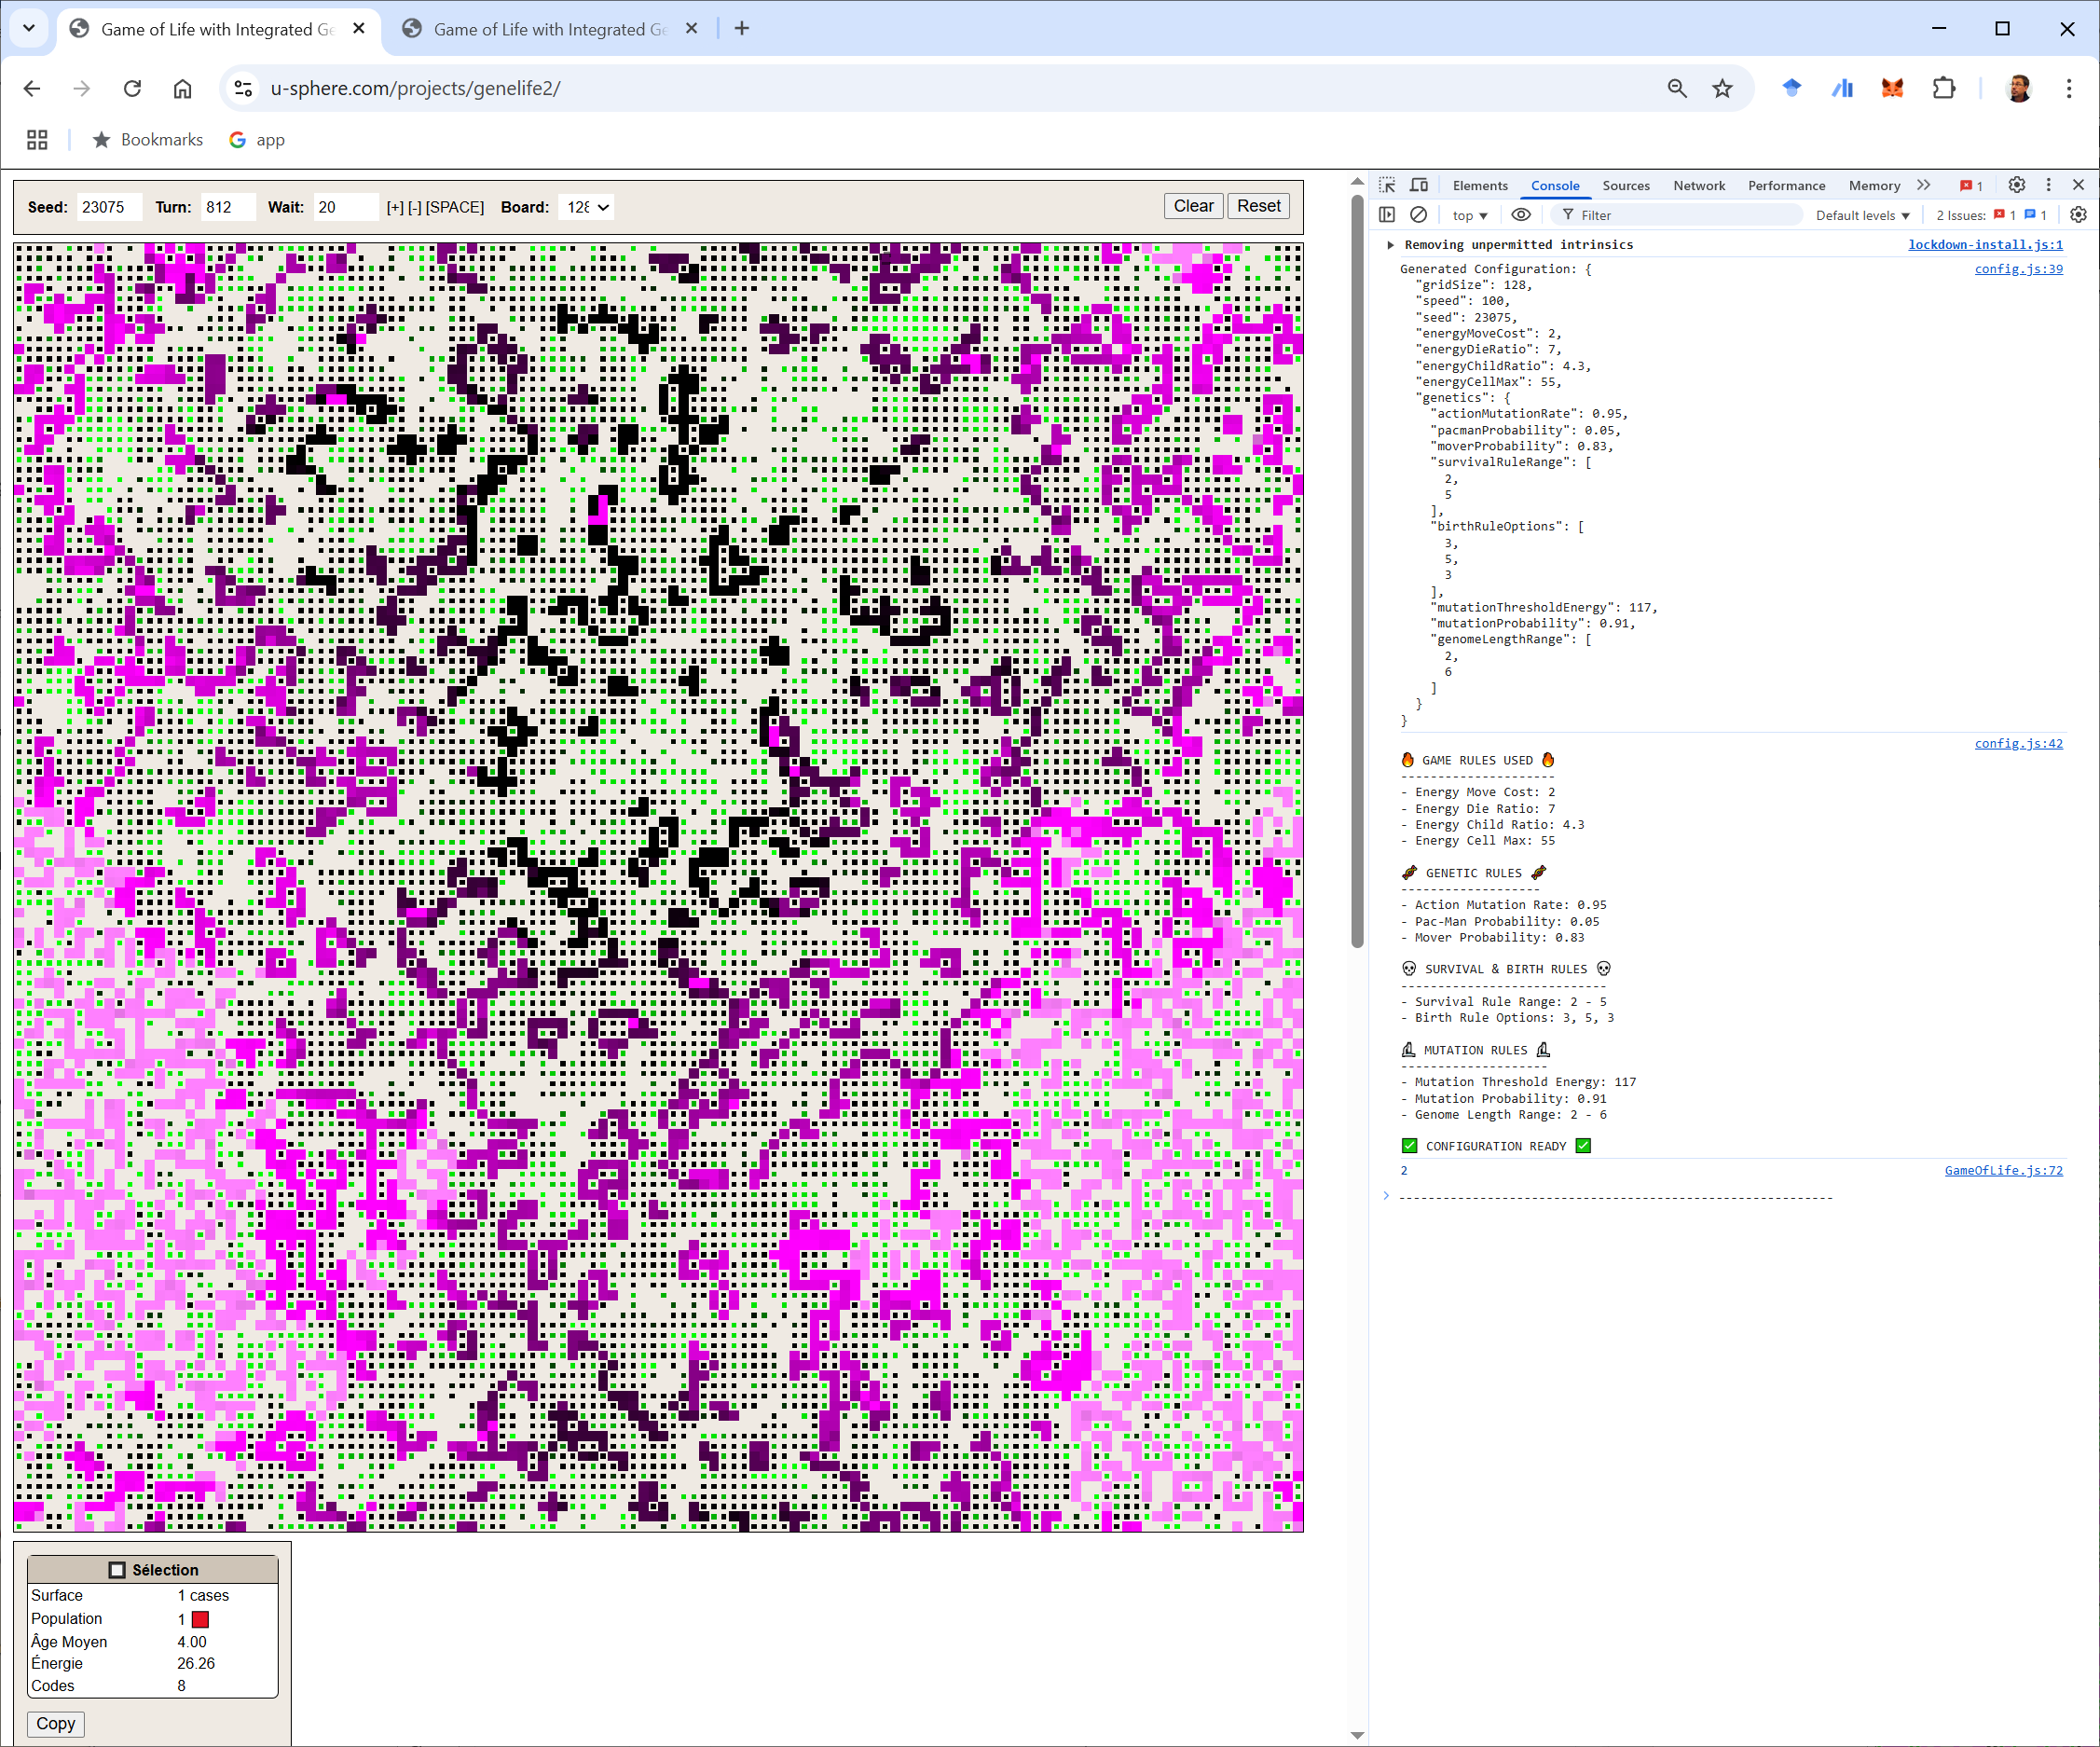 Game of Life with Integrated Ge
Game of Life with Integrated Ge
u-sphere.com/projects/genelife2/
Bookmarks
app
Seed: 23075 Turn: 812 Wait: 20 [+] [-] [SPACE] Board: 128
Clear Reset
Elements Console Sources Network Performance Memory 1
top Filter Default levels 2 Issues: 1 1
Removing unpermitted intrinsics lockdown-install.js:1
Generated Configuration: { config.js:39
"gridSize": 128,
"speed": 100,
"seed": 23075,
"energyMoveCost": 2,
"energyDieRatio": 7,
"energyChildRatio": 4.3,
"energyCellMax": 55,
"genetics": {
"actionMutationRate": 0.95,
"pacmanProbability": 0.05,
"moverProbability": 0.83,
"survivalRuleRange": [
2,
5
],
"birthRuleOptions": [
3,
5,
3
],
"mutationThresholdEnergy": 117,
"mutationProbability": 0.91,
"genomeLengthRange": [
2,
6
]
}
}
config.js:42
🔥 GAME RULES USED 🔥
---------------------
- Energy Move Cost: 2
- Energy Die Ratio: 7
- Energy Child Ratio: 4.3
- Energy Cell Max: 55
GENETIC RULES
-------------------
- Action Mutation Rate: 0.95
- Pac-Man Probability: 0.05
- Mover Probability: 0.83
💀 SURVIVAL & BIRTH RULES 💀
----------------------------
- Survival Rule Range: 2 - 5
- Birth Rule Options: 3, 5, 3
MUTATION RULES
--------------------
- Mutation Threshold Energy: 117
- Mutation Probability: 0.91
- Genome Length Range: 2 - 6
✅ CONFIGURATION READY ✅
2 GameOfLife.js:72
> -----------------------------------------------------------
Sélection
Surface 1 cases
Population 1
Âge Moyen 4.00
Énergie 26.26
Codes 8
Copy